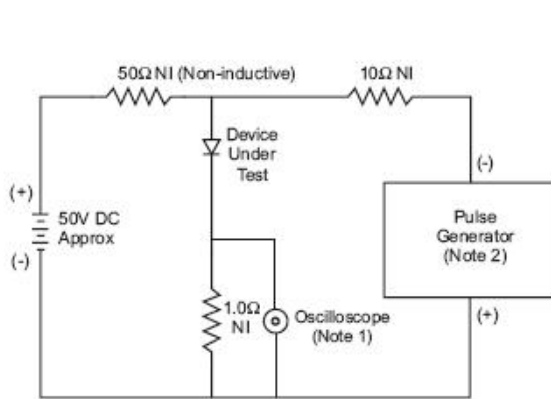 50Ω NI (Non-inductive)
10Ω NI
Device
Under
Test
(+)
50V DC
Approx
(-)
(-)
Pulse
Generator
(Note 2)
(+)
1.0Ω
NI
Oscilloscope
(Note 1)